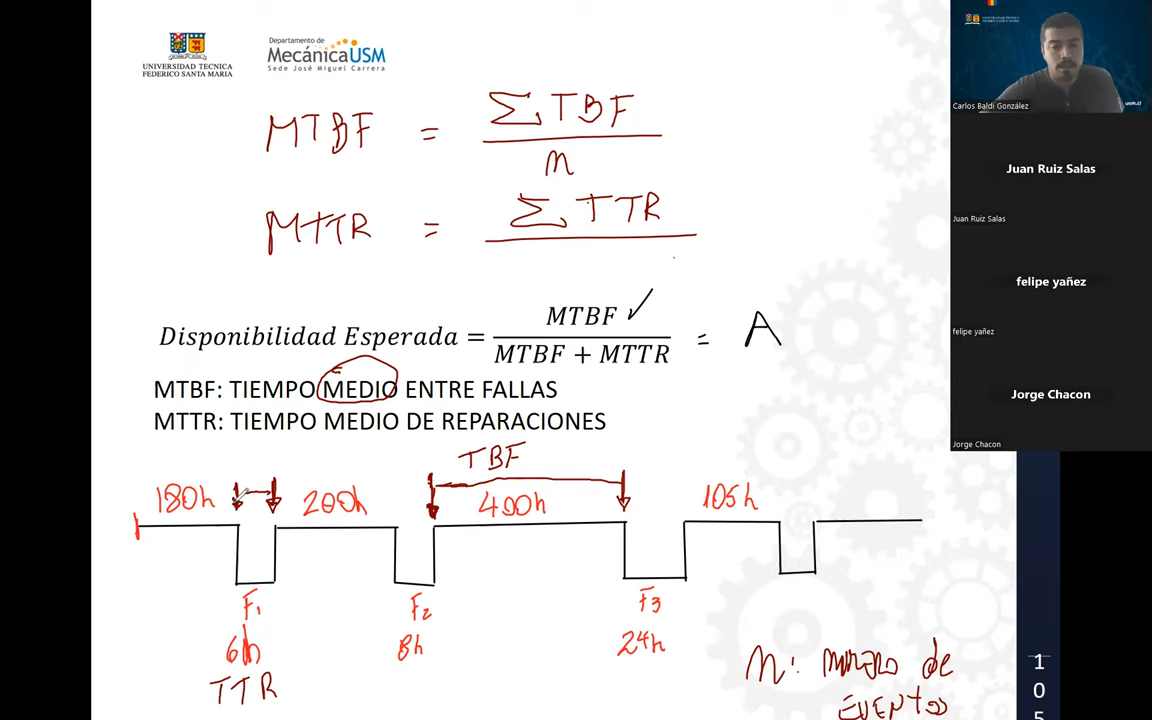 UNIVERSIDAD TECNICA
FEDERICO SANTA MARIA
Departamento de
MecánicaUSM
Sede José Miguel Carrera
MTBF = ΣTBF / n
MTTR = ΣTTR
Disponibilidad Esperada = MTBF / MTBF + MTTR = A
MTBF: TIEMPO MEDIO ENTRE FALLAS
MTTR: TIEMPO MEDIO DE REPARACIONES
TBF
180h 200h 400h 105h
F1 F2 F3
6h 8h 24h
TTR
n: número de
EVENTOS
1
0
Carlos Baldi González
usm.cl
Juan Ruiz Salas
Juan Ruiz Salas
felipe yañez
felipe yañez
Jorge Chacon
Jorge Chacon